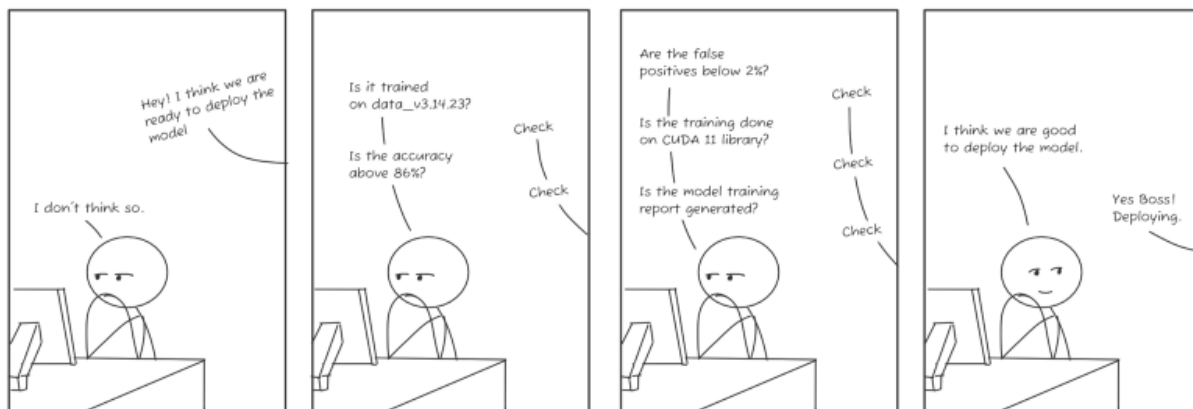 Hey! I think we are
ready to deploy the
model
I don't think so.
Is it trained
on data_v3.14.23?
Check
Is the accuracy
above 86%?
Check
Are the false
positives below 2%?
Check
Is the training done
on CUDA 11 library?
Check
Is the model training
report generated?
Check
I think we are good
to deploy the model.
Yes Boss!
Deploying.